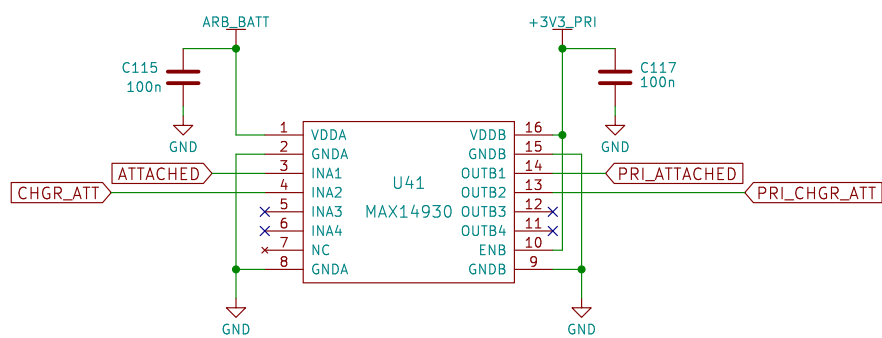 ARB_BATT
+3V3_PRI
C115
100n
C117
100n
GND
GND
1 VDDA VDDB 16
2 GNDA GNDB 15
ATTACHED 3 INA1 OUTB1 14 PRI_ATTACHED
CHGR_ATT 4 INA2 OUTB2 13 PRI_CHGR_ATT
U41
MAX14930
5 INA3 OUTB3 12
6 INA4 OUTB4 11
7 NC ENB 10
8 GNDA GNDB 9
GND
GND